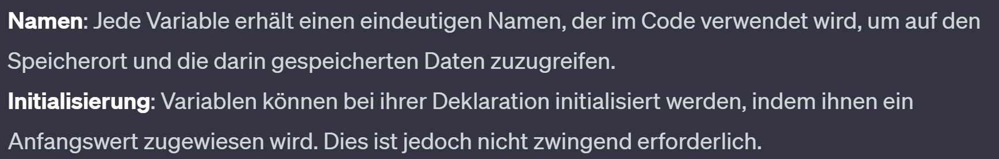 Namen: Jede Variable erhält einen eindeutigen Namen, der im Code verwendet wird, um auf den
Speicherort und die darin gespeicherten Daten zuzugreifen.
Initialisierung: Variablen können bei ihrer Deklaration initialisiert werden, indem ihnen ein
Anfangswert zugewiesen wird. Dies ist jedoch nicht zwingend erforderlich.